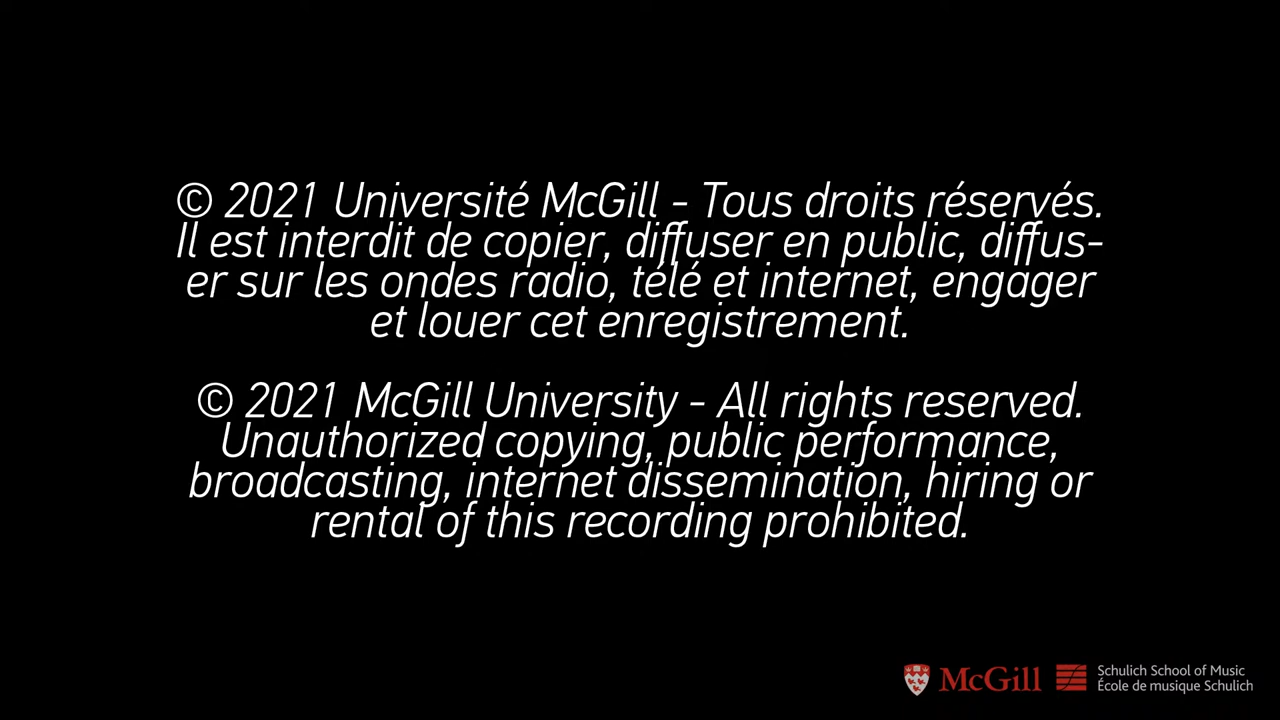 © 2021 Université McGill - Tous droits réservés.
Il est interdit de copier, diffuser en public, diffus-
er sur les ondes radio, télé et internet, engager
et louer cet enregistrement.
© 2021 McGill University - All rights reserved.
Unauthorized copying, public performance,
broadcasting, internet dissemination, hiring or
rental of this recording prohibited.
McGill
Schulich School of Music
École de musique Schulich